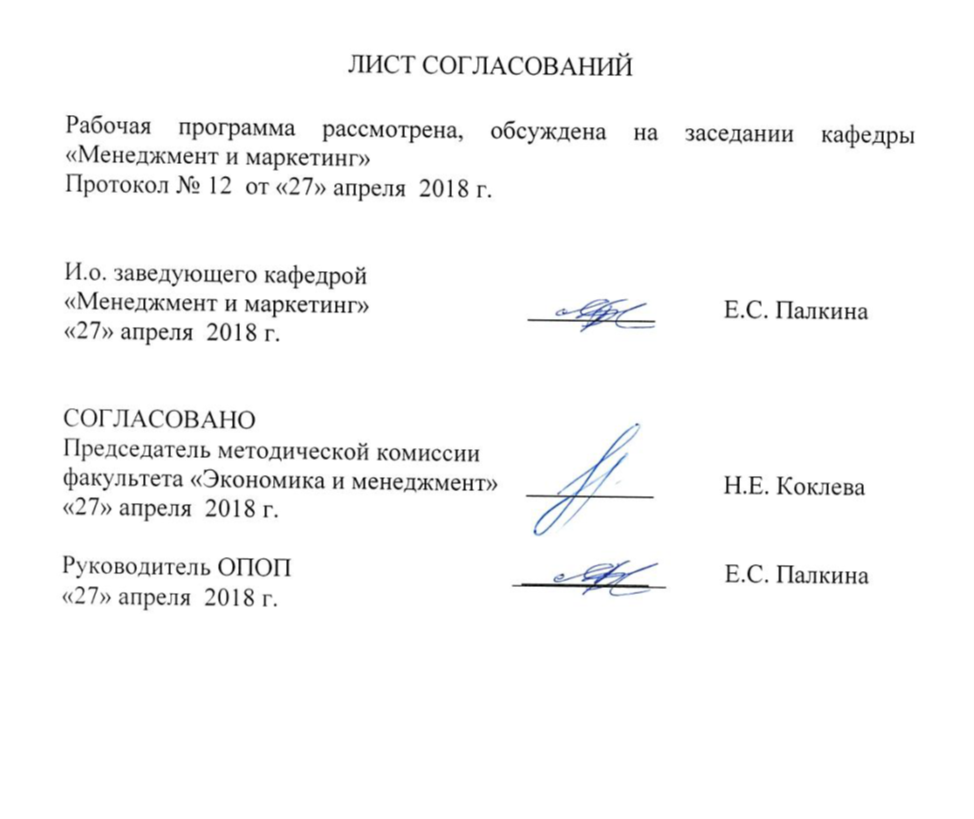 ЛИСТ СОГЛАСОВАНИЙ
Рабочая программа рассмотрена, обсуждена на заседании кафедры
«Менеджмент и маркетинг»
Протокол № 12 от «27» апреля 2018 г.
И.о. заведующего кафедрой
«Менеджмент и маркетинг»
«27» апреля 2018 г.
Е.С. Палкина
СОГЛАСОВАНО
Председатель методической комиссии
факультета «Экономика и менеджмент»
«27» апреля 2018 г.
Н.Е. Коклева
Руководитель ОПОП
«27» апреля 2018 г.
Е.С. Палкина